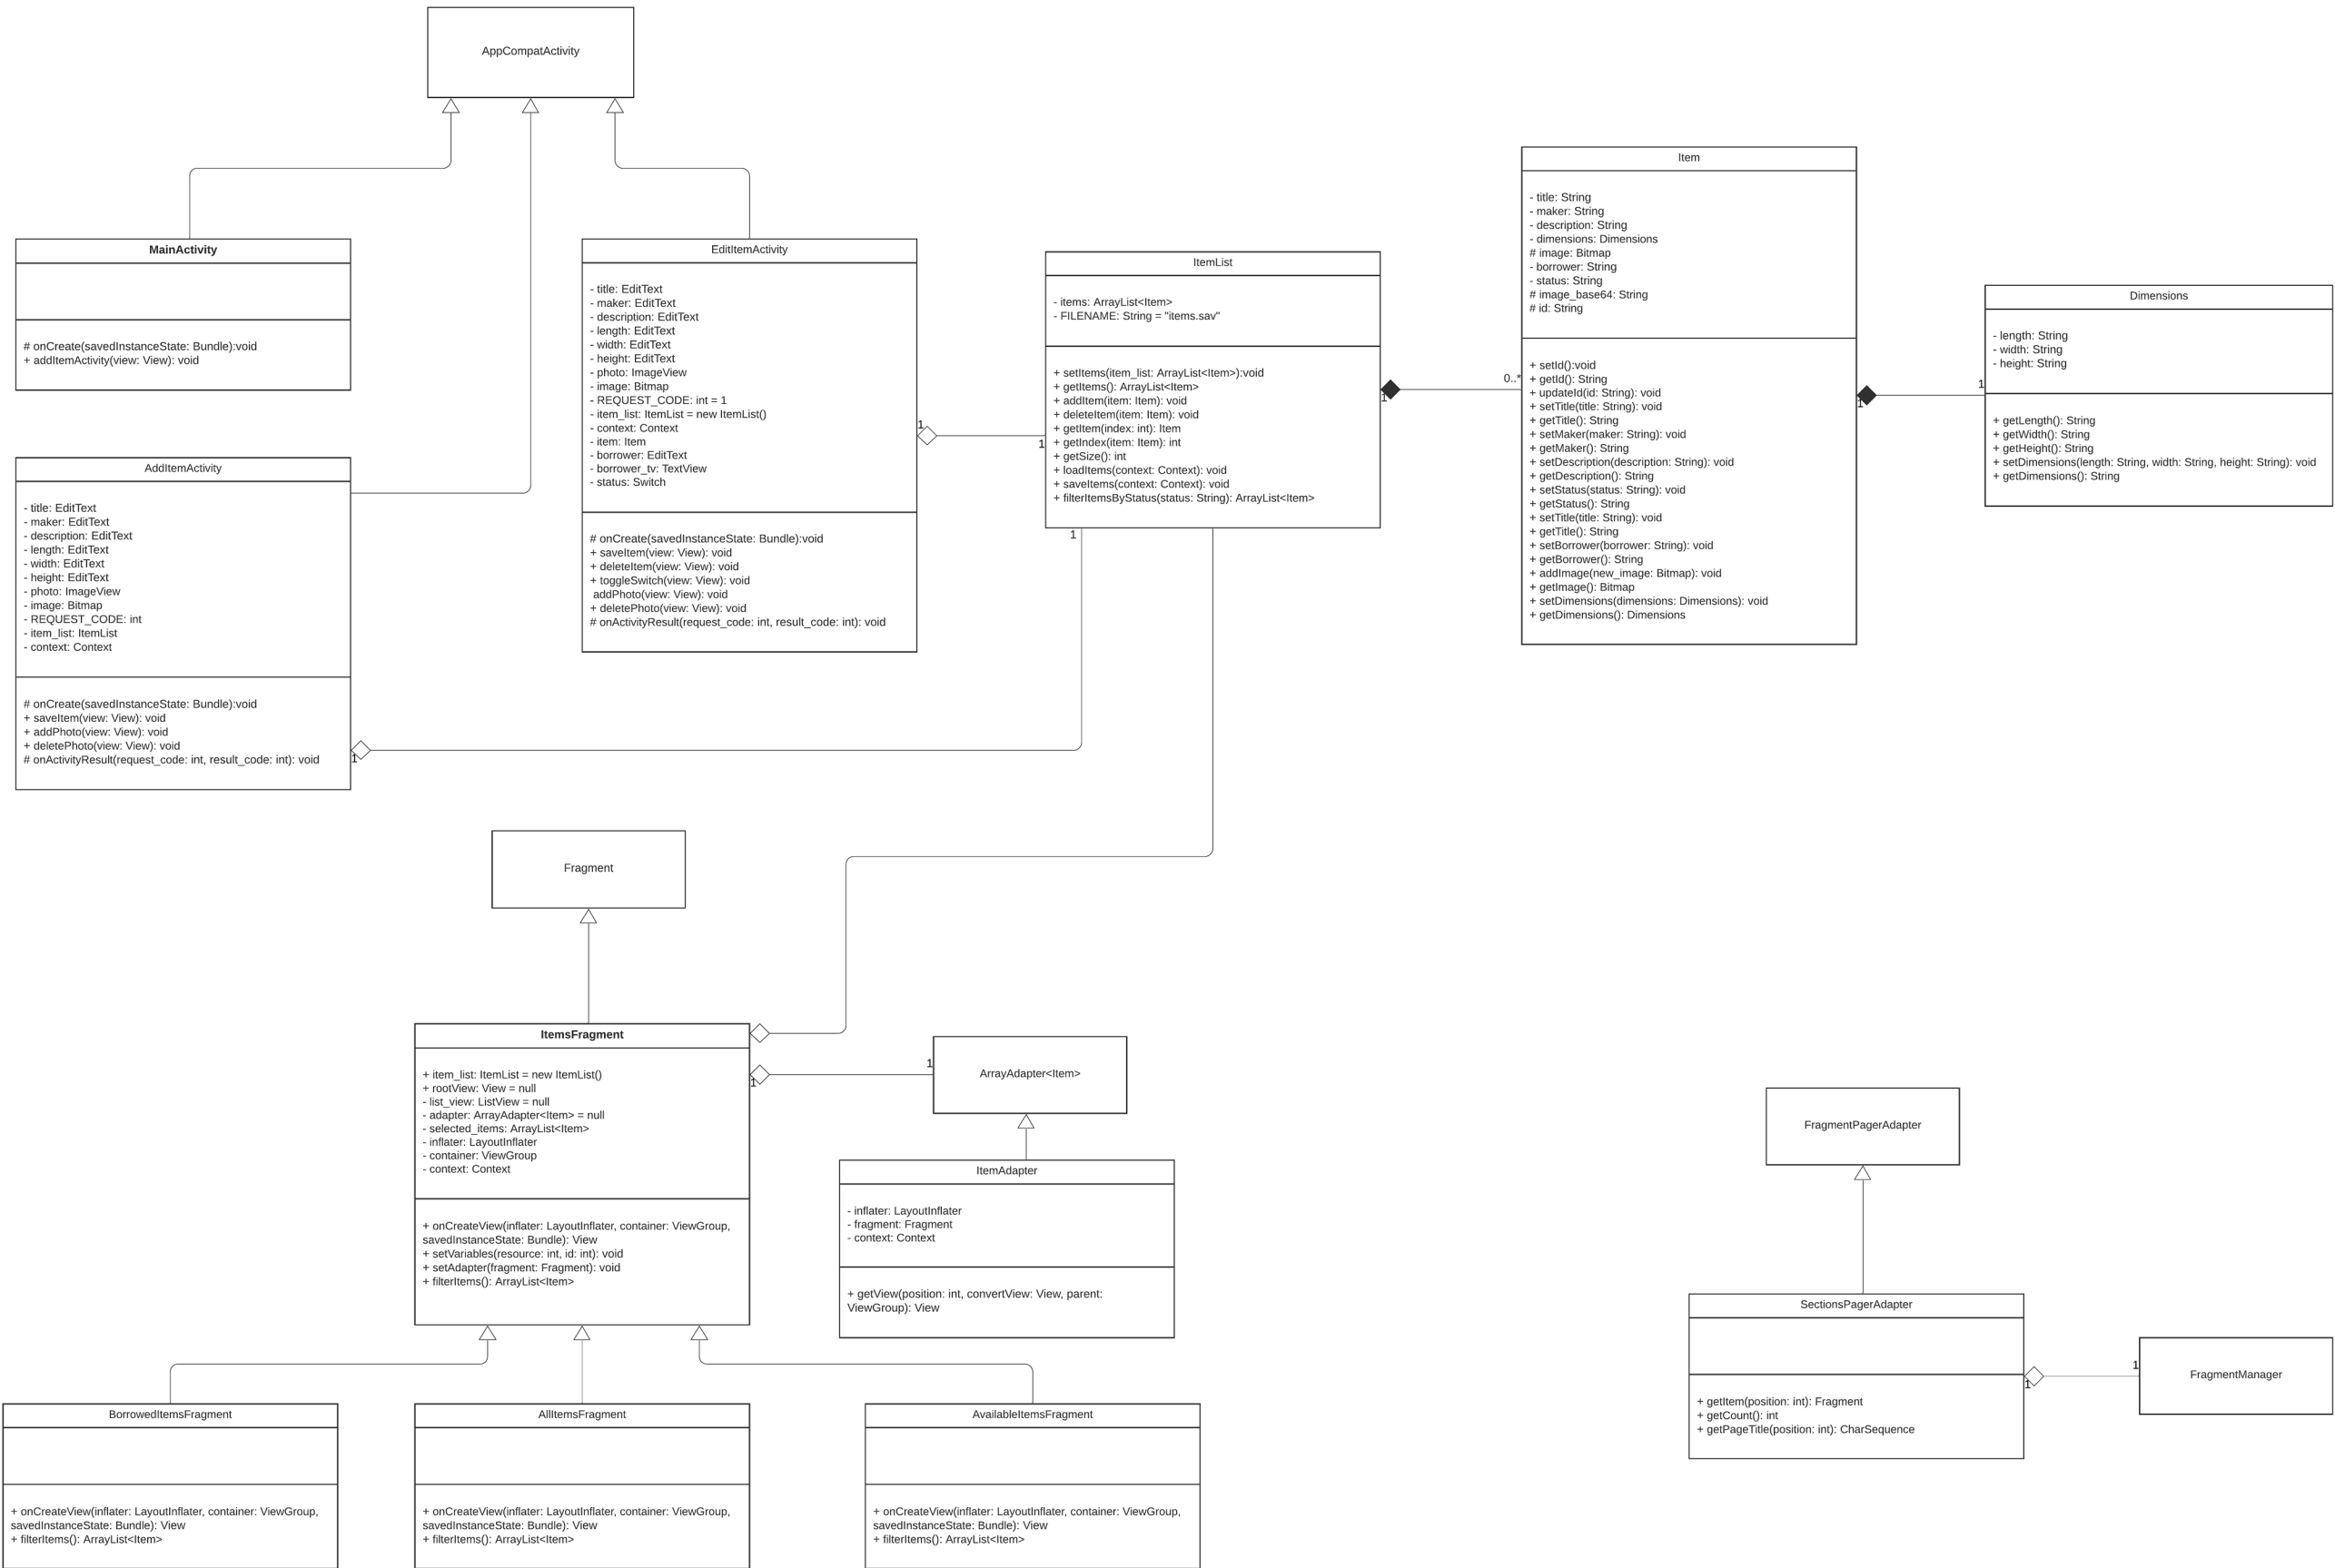 AppCompatActivity
MainActivity
# onCreate(savedInstanceState: Bundle):void
+ addItemActivity(view: View): void
AddItemActivity
- title: EditText
- maker: EditText
- description: EditText
- length: EditText
- width: EditText
- height: EditText
- photo: ImageView
- image: Bitmap
- REQUEST_CODE: int
- item_list: ItemList
- context: Context
# onCreate(savedInstanceState: Bundle):void
+ saveItem(view: View): void
+ addPhoto(view: View): void
+ deletePhoto(view: View): void
# onActivityResult(request_code: int, result_code: int): void
1
EditItemActivity
- title: EditText
- maker: EditText
- description: EditText
- length: EditText
- width: EditText
- height: EditText
- photo: ImageView
- image: Bitmap
- REQUEST_CODE: int = 1
- item_list: ItemList = new ItemList()
- context: Context
- item: Item
- borrower: EditText
- borrower_tv: TextView
- status: Switch
# onCreate(savedInstanceState: Bundle):void
+ saveItem(view: View): void
+ deleteItem(view: View): void
+ toggleSwitch(view: View): void
addPhoto(view: View): void
+ deletePhoto(view: View): void
# onActivityResult(request_code: int, result_code: int): void
1
1
ItemList
- items: ArrayList<Item>
- FILENAME: String = "items.sav"
+ setItems(item_list: ArrayList<Item>):void
+ getItems(): ArrayList<Item>
+ addItem(item: Item): void
+ deleteItem(item: Item): void
+ getItem(index: int): Item
+ getIndex(item: Item): int
+ getSize(): int
+ loadItems(context: Context): void
+ saveItems(context: Context): void
+ filterItemsByStatus(status: String): ArrayList<Item>
1
1
0..*
Item
- title: String
- maker: String
- description: String
- dimensions: Dimensions
# image: Bitmap
- borrower: String
- status: String
# image_base64: String
# id: String
+ setId():void
+ getId(): String
+ updateId(id: String): void
+ setTitle(title: String): void
+ getTitle(): String
+ setMaker(maker: String): void
+ getMaker(): String
+ setDescription(description: String): void
+ getDescription(): String
+ setStatus(status: String): void
+ getStatus(): String
+ setTitle(title: String): void
+ getTitle(): String
+ setBorrower(borrower: String): void
+ getBorrower(): String
+ addImage(new_image: Bitmap): void
+ getImage(): Bitmap
+ setDimensions(dimensions: Dimensions): void
+ getDimensions(): Dimensions
1
1
Dimensions
- length: String
- width: String
- height: String
+ getLength(): String
+ getWidth(): String
+ getHeight(): String
+ setDimensions(length: String, width: String, height: String): void
+ getDimensions(): String
Fragment
ItemsFragment
+ item_list: ItemList = new ItemList()
+ rootView: View = null
- list_view: ListView = null
- adapter: ArrayAdapter<Item> = null
- selected_items: ArrayList<Item>
- inflater: LayoutInflater
- container: ViewGroup
- context: Context
+ onCreateView(inflater: LayoutInflater, container: ViewGroup,
savedInstanceState: Bundle): View
+ setVariables(resource: int, id: int): void
+ setAdapter(fragment: Fragment): void
+ filterItems(): ArrayList<Item>
1
1
ArrayAdapter<Item>
ItemAdapter
- inflater: LayoutInflater
- fragment: Fragment
- context: Context
+ getView(position: int, convertView: View, parent:
ViewGroup): View
BorrowedItemsFragment
+ onCreateView(inflater: LayoutInflater, container: ViewGroup,
savedInstanceState: Bundle): View
+ filterItems(): ArrayList<Item>
AllItemsFragment
+ onCreateView(inflater: LayoutInflater, container: ViewGroup,
savedInstanceState: Bundle): View
+ filterItems(): ArrayList<Item>
AvailableItemsFragment
+ onCreateView(inflater: LayoutInflater, container: ViewGroup,
savedInstanceState: Bundle): View
+ filterItems(): ArrayList<Item>
FragmentPagerAdapter
SectionsPagerAdapter
+ getItem(position: int): Fragment
+ getCount(): int
+ getPageTitle(position: int): CharSequence
1
1
FragmentManager